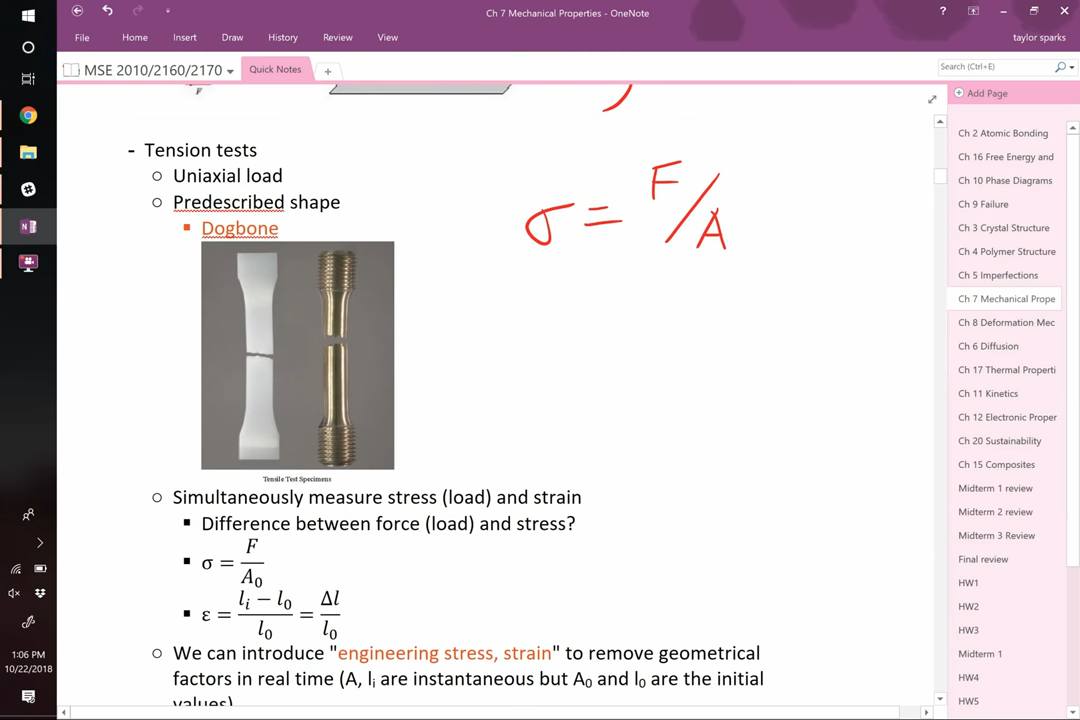 Ch 7 Mechanical Properties - OneNote
?
taylor sparks
File Home Insert Draw History Review View
MSE 2010/2160/2170
Quick Notes
+
Search (Ctrl+E)
Add Page
F
- Tension tests
Uniaxial load
Predescribed shape
Dogbone
σ = F/A
Tensile Test Specimens
Simultaneously measure stress (load) and strain
Difference between force (load) and stress?
σ = F/A₀
ε = (lᵢ − l₀)/l₀ = Δl/l₀
We can introduce "engineering stress, strain" to remove geometrical
factors in real time (A, lᵢ are instantaneous but A₀ and l₀ are the initial
values)
Ch 2 Atomic Bonding
Ch 16 Free Energy and
Ch 10 Phase Diagrams
Ch 9 Failure
Ch 3 Crystal Structure
Ch 4 Polymer Structure
Ch 5 Imperfections
Ch 7 Mechanical Prope
Ch 8 Deformation Mec
Ch 6 Diffusion
Ch 17 Thermal Properti
Ch 11 Kinetics
Ch 12 Electronic Proper
Ch 20 Sustainability
Ch 15 Composites
Midterm 1 review
Midterm 2 review
Midterm 3 Review
Final review
HW1
HW2
HW3
Midterm 1
HW4
HW5
1:06 PM
10/22/2018